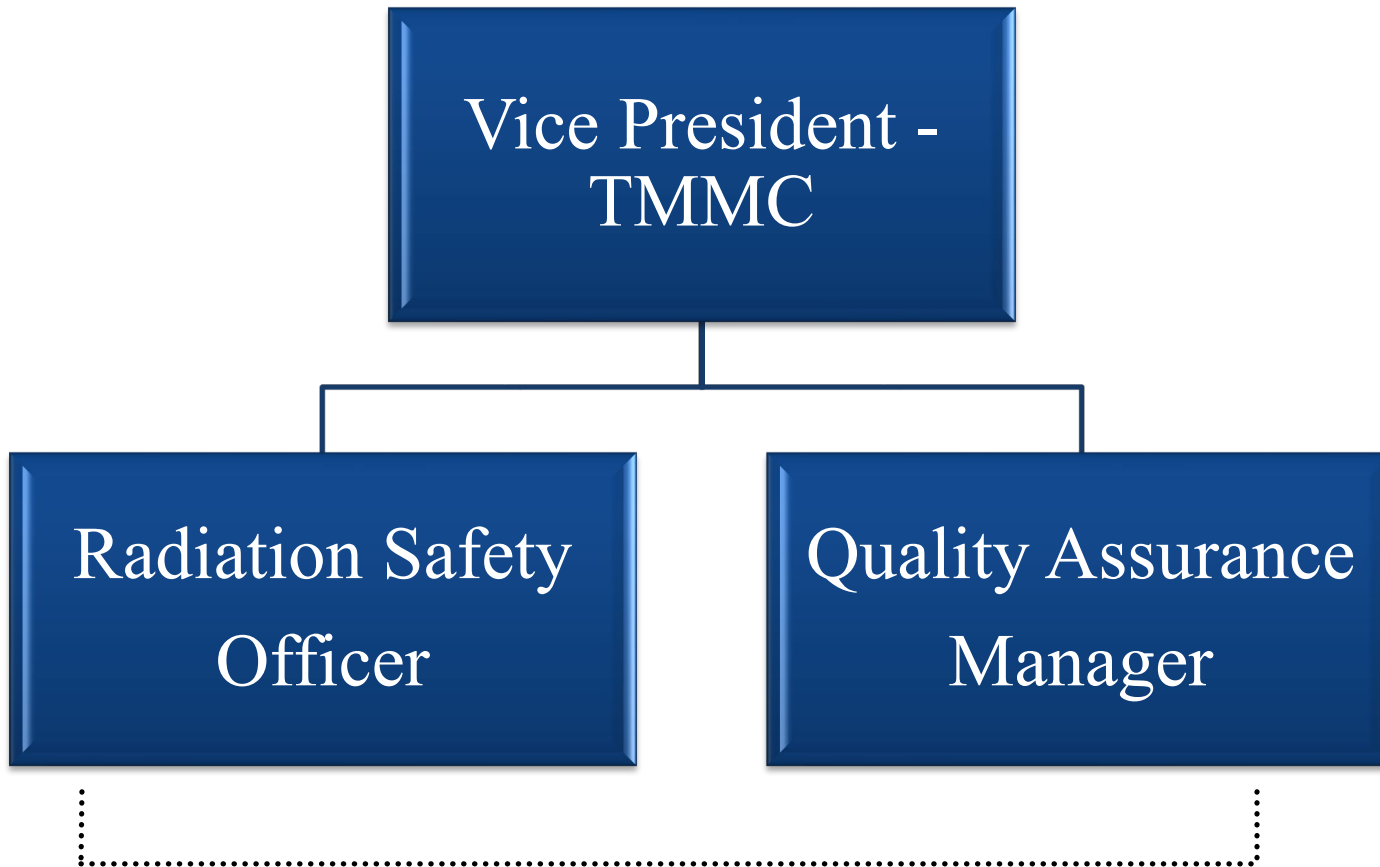 Vice President -
TMMC
Radiation Safety
Officer
Quality Assurance
Manager